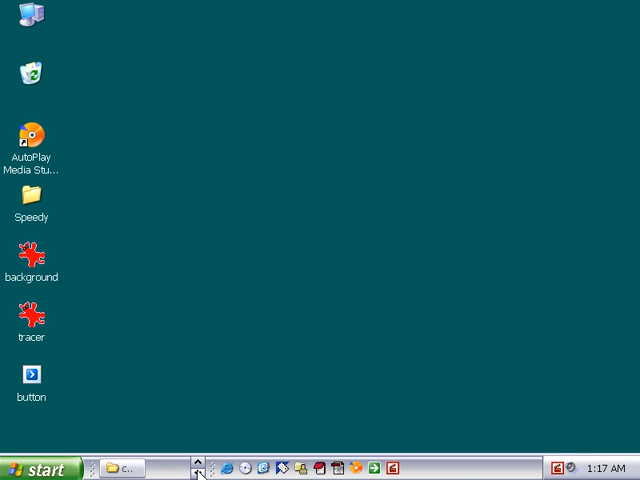 AutoPlay
Media Stu...
Speedy
background
tracer
button
start
c..
1:17 AM